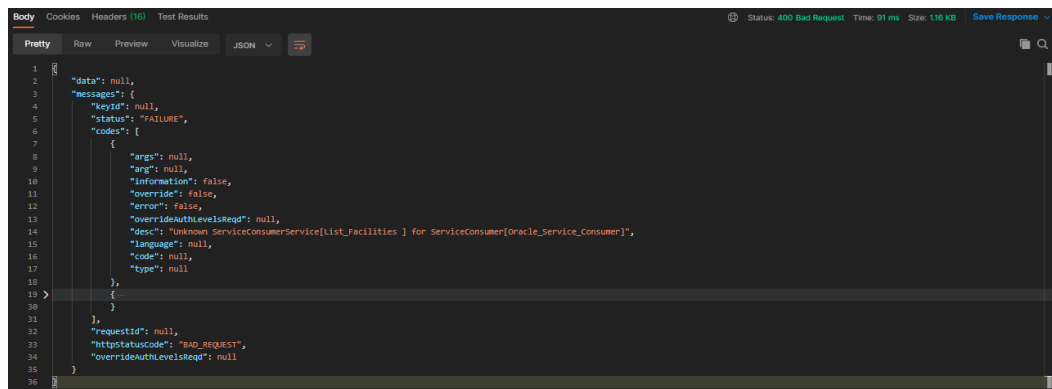 Body Cookies Headers (16) Test Results Status: 400 Bad Request Time: 91 ms Size: 1.16 KB Save Response
Pretty Raw Preview Visualize JSON
1 {
2 "data": null,
3 "messages": {
4 "keyId": null,
5 "status": "FAILURE",
6 "codes": [
7 {
8 "args": null,
9 "arg": null,
10 "information": false,
11 "override": false,
12 "error": false,
13 "overrideAuthLevelsReqd": null,
14 "desc": "Unknown ServiceConsumerService[List_Facilities ] for ServiceConsumer[Oracle_Service_Consumer]",
15 "language": null,
16 "code": null,
17 "type": null
18 },
19 { ...
30 }
31 ],
32 "requestId": null,
33 "httpStatusCode": "BAD_REQUEST",
34 "overrideAuthLevelsReqd": null
35 }
36 }